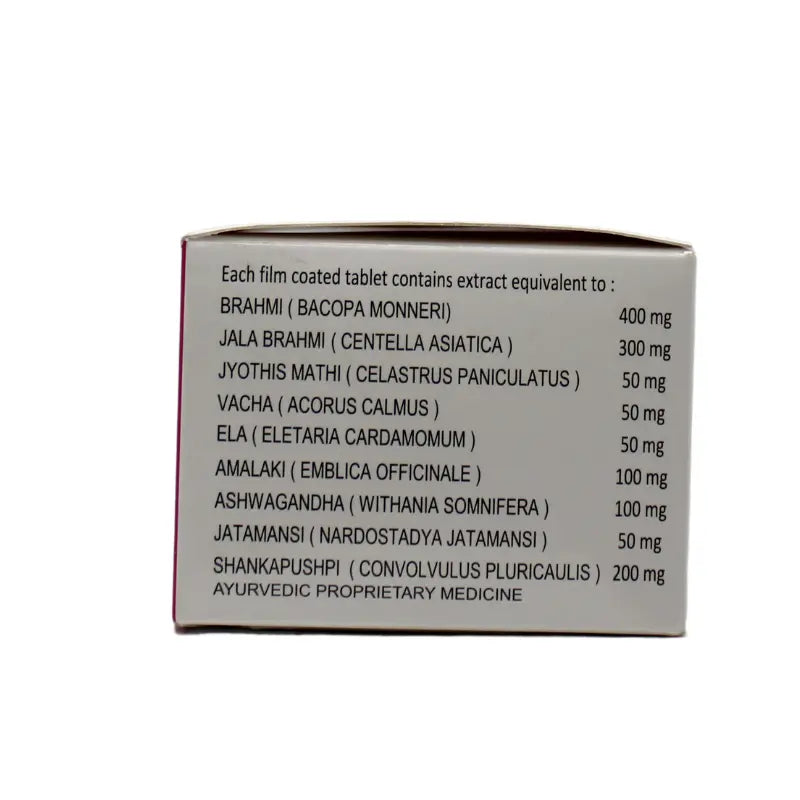 Each film coated tablet contains extract equivalent to :
BRAHMI ( BACOPA MONNERI) 400 mg
JALA BRAHMI ( CENTELLA ASIATICA ) 300 mg
JYOTHIS MATHI ( CELASTRUS PANICULATUS ) 50 mg
VACHA ( ACORUS CALMUS ) 50 mg
ELA ( ELETARIA CARDAMOMUM ) 50 mg
AMALAKI ( EMBLICA OFFICINALE ) 100 mg
ASHWAGANDHA ( WITHANIA SOMNIFERA ) 100 mg
JATAMANSI ( NARDOSTADYA JATAMANSI ) 50 mg
SHANKAPUSHPI ( CONVOLVULUS PLURICAULIS ) 200 mg
AYURVEDIC PROPRIETARY MEDICINE